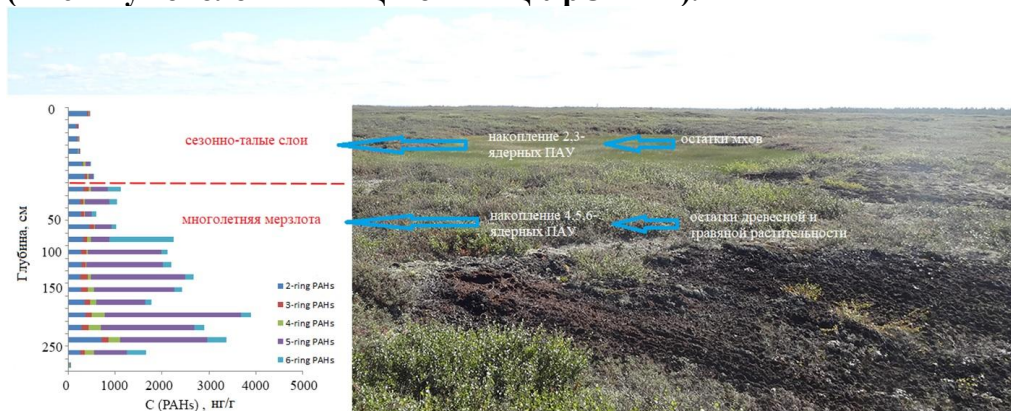 0
50
100
150
250
Глубина, см
сезонно-талые слои
накопление 2,3-
ядерных ПАУ
остатки мхов
многолетняя мерзлота
накопление 4,5,6-
ядерных ПАУ
остатки древесной и
травяной растительности
2-ring PAHs
3-ring PAHs
4-ring PAHs
5-ring PAHs
6-ring PAHs
0 1000 2000 3000 4000 5000
C (PAHs) , нг/г